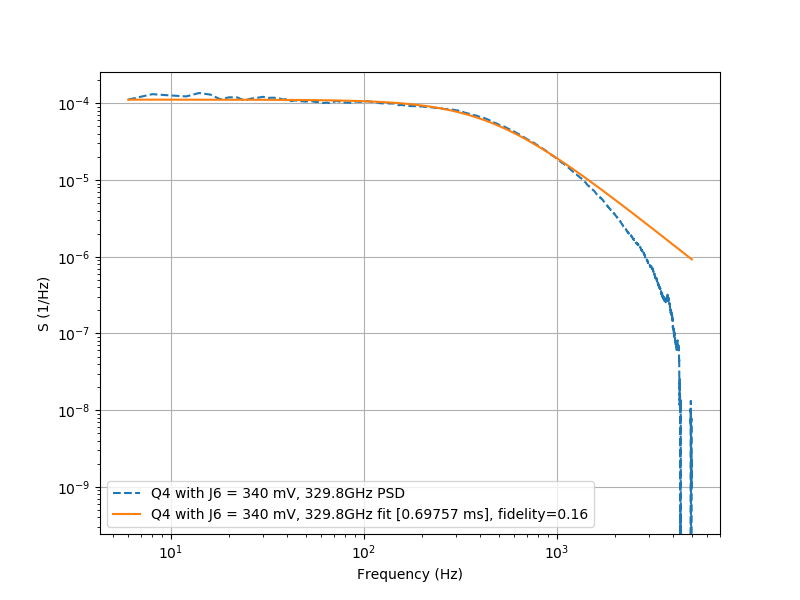 10⁻⁴
10⁻⁵
10⁻⁶
10⁻⁷
10⁻⁸
10⁻⁹
S (1/Hz)
Q4 with J6 = 340 mV, 329.8GHz PSD
Q4 with J6 = 340 mV, 329.8GHz fit [0.69757 ms], fidelity=0.16
10¹ 10² 10³
Frequency (Hz)